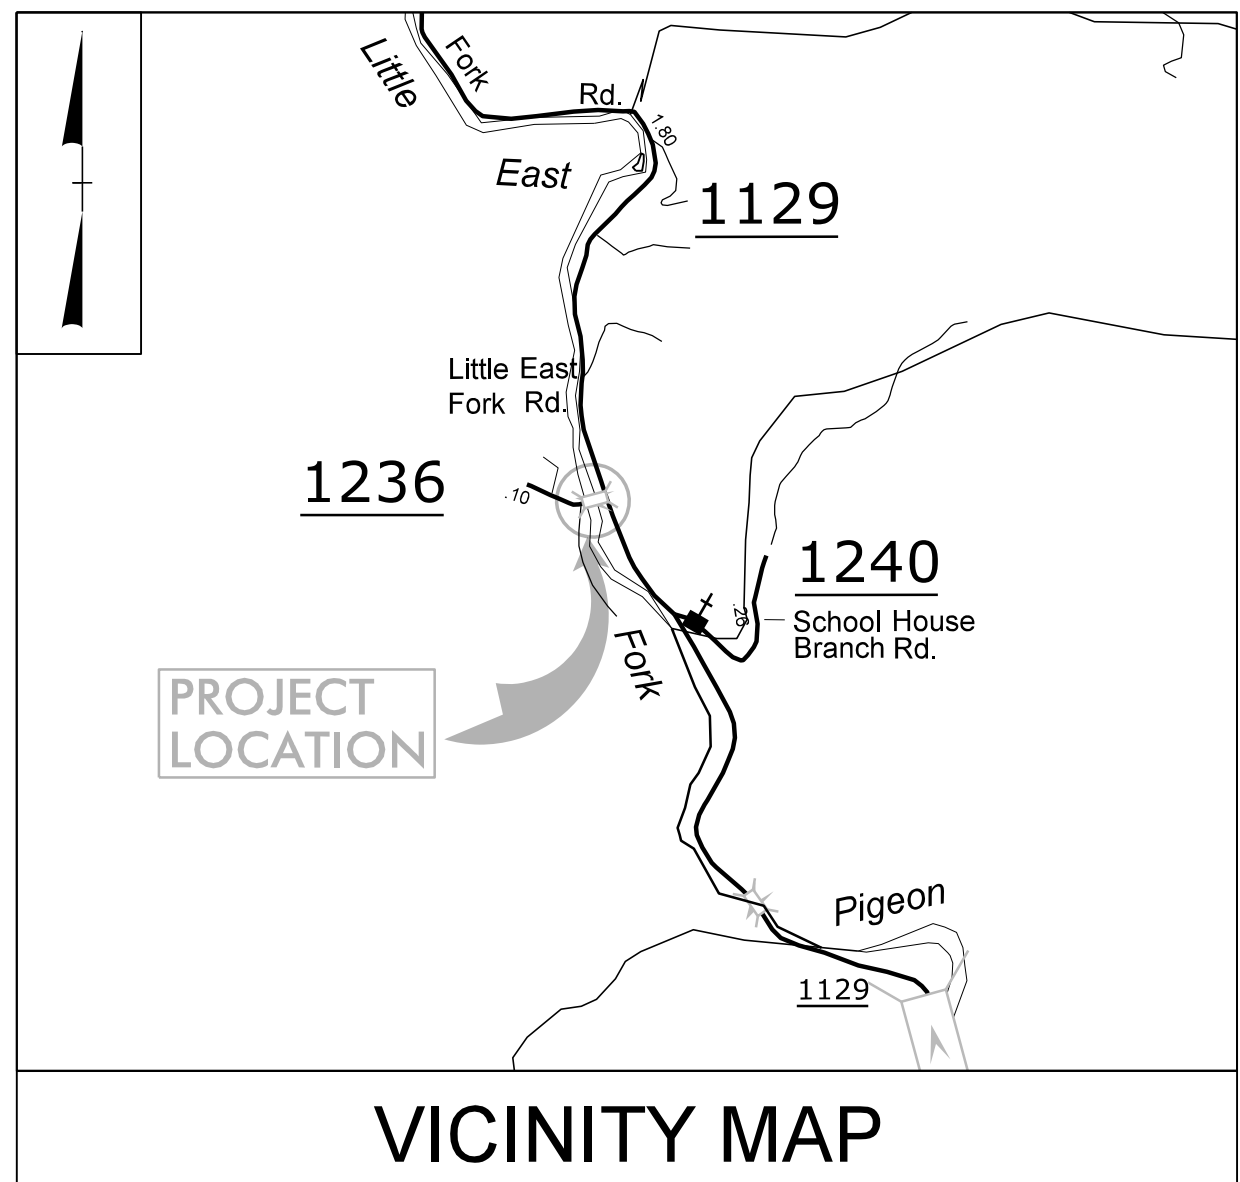 Little
Fork
Rd.
1.80
East
1129
Little East
Fork Rd.
1236
.10
1240
.26
School House
Branch Rd.
Fork
PROJECT
LOCATION
Pigeon
1129
VICINITY MAP